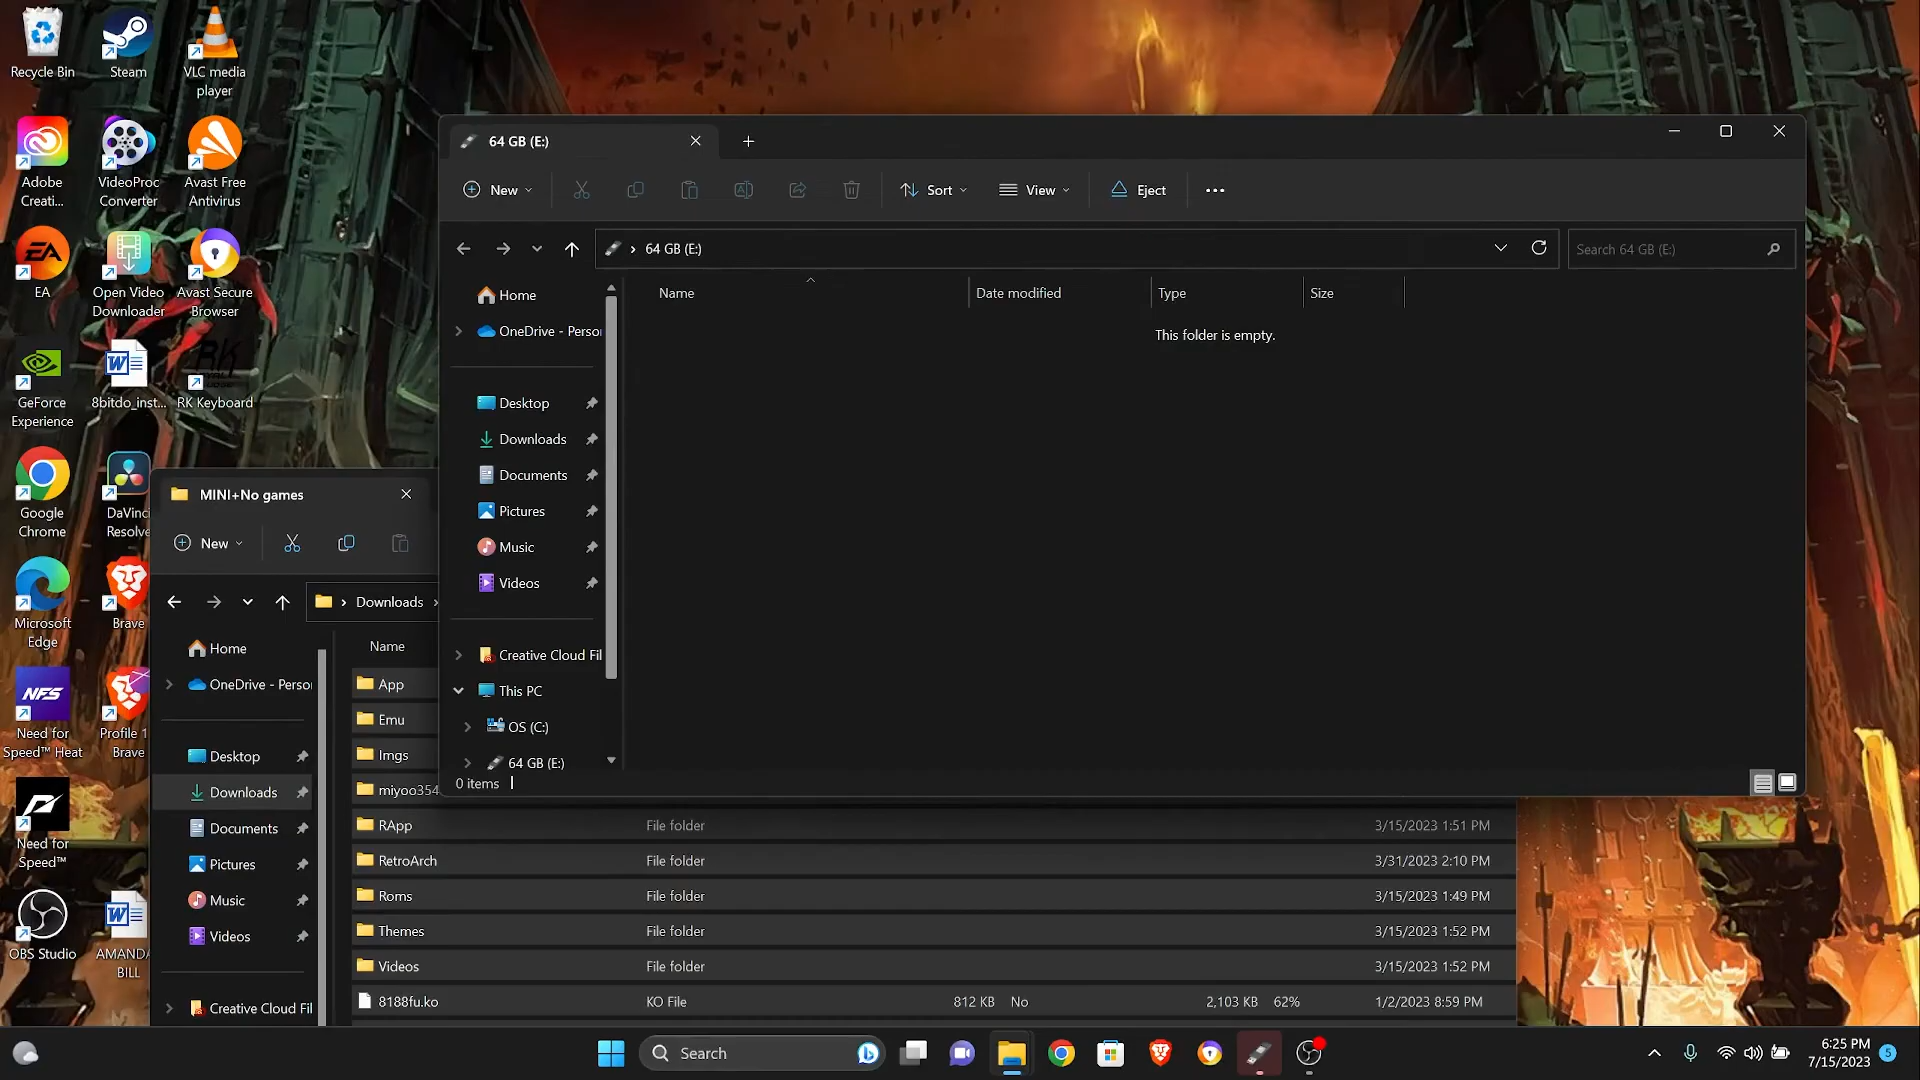 Recycle Bin
Steam
VLC media
player
Adobe
Creati...
VideoProc
Converter
Avast Free
Antivirus
EA
Open Video
Downloader
Avast Secure
Browser
GeForce
Experience
8bitdo_inst...
RK Keyboard
Google
Chrome
DaVinci
Resolve
Microsoft
Edge
Brave
Need for
Speed™ Heat
Profile 1
Brave
Need for
Speed™
OBS Studio
AMANDA
BILL
64 GB (E:)
New
Sort
View
Eject
64 GB (E:)
Search 64 GB (E:)
Name
Date modified
Type
Size
This folder is empty.
Home
OneDrive - Perso
Desktop
Downloads
Documents
Pictures
Music
Videos
Creative Cloud Fil
This PC
OS (C:)
64 GB (E:)
0 items
MINI+No games
New
Downloads
Home
OneDrive - Perso
Desktop
Downloads
Documents
Pictures
Music
Videos
Creative Cloud Fil
Name
App
Emu
Imgs
miyoo354
RApp File folder 3/15/2023 1:51 PM
RetroArch File folder 3/31/2023 2:10 PM
Roms File folder 3/15/2023 1:49 PM
Themes File folder 3/15/2023 1:52 PM
Videos File folder 3/15/2023 1:52 PM
8188fu.ko KO File 812 KB No 2,103 KB 62% 1/2/2023 8:59 PM
Search
6:25 PM
7/15/2023
5